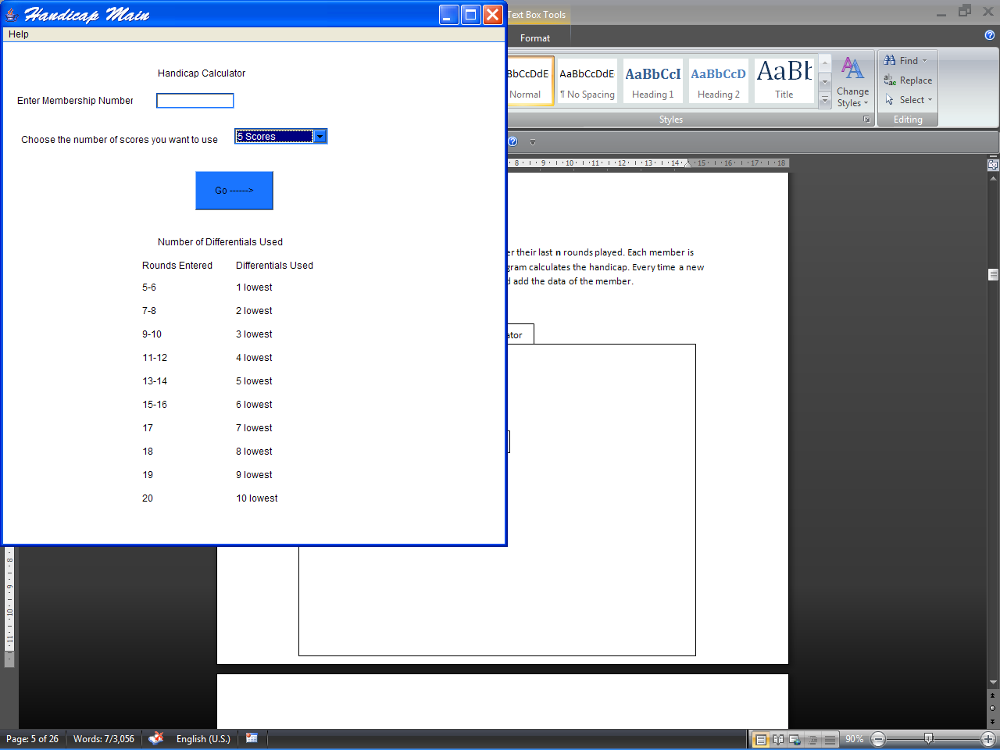 Handicap Main
Help
Handicap Calculator
Enter Membership Number
Choose the number of scores you want to use
5 Scores
Go ------>
Number of Differentials Used
Rounds Entered Differentials Used
5-6 1 lowest
7-8 2 lowest
9-10 3 lowest
11-12 4 lowest
13-14 5 lowest
15-16 6 lowest
17 7 lowest
18 8 lowest
19 9 lowest
20 10 lowest
Text Box Tools
Format
BbCcDdE AaBbCcDdE AaBbCcI AaBbCcD AaBb
Normal ¶ No Spacing Heading 1 Heading 2 Title
Change Styles
Find
Replace
Select
Styles
Editing
8 9 10 11 12 13 14 15 16 17 18
er their last n rounds played. Each member is
gram calculates the handicap. Every time a new
d add the data of the member.
ator
8 9 10 11
Page: 5 of 26 Words: 7/3,056 English (U.S.) 90%